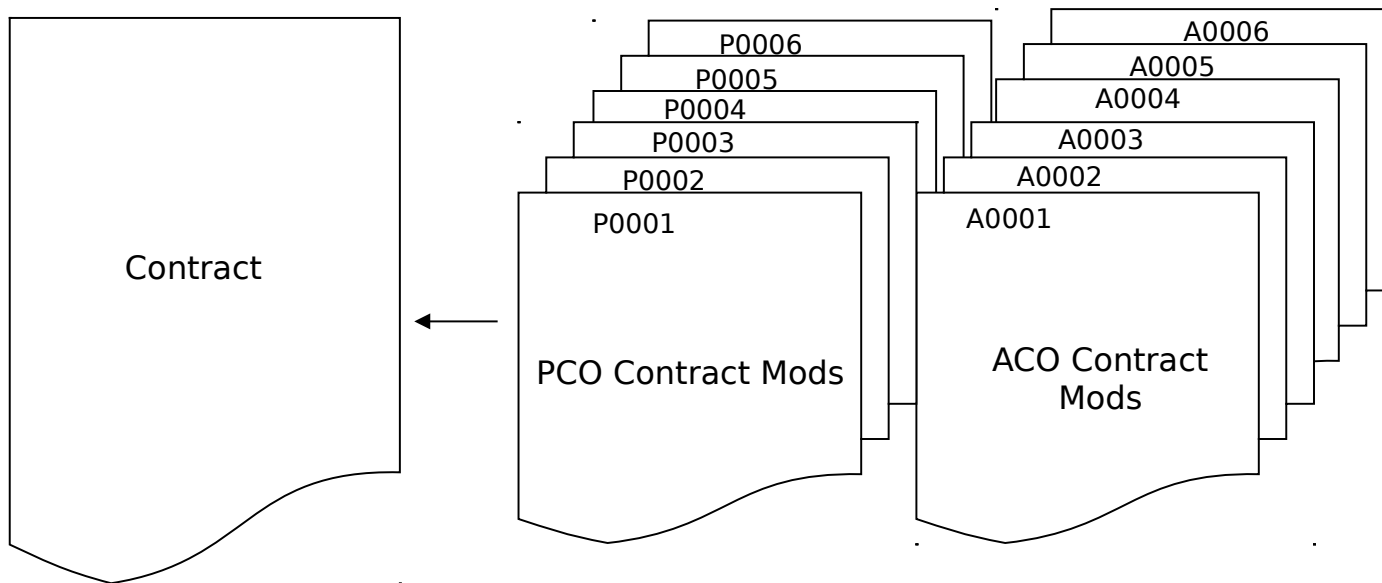 Contract
P0006
P0005
P0004
P0003
P0002
P0001
PCO Contract Mods
A0006
A0005
A0004
A0003
A0002
A0001
ACO Contract
Mods